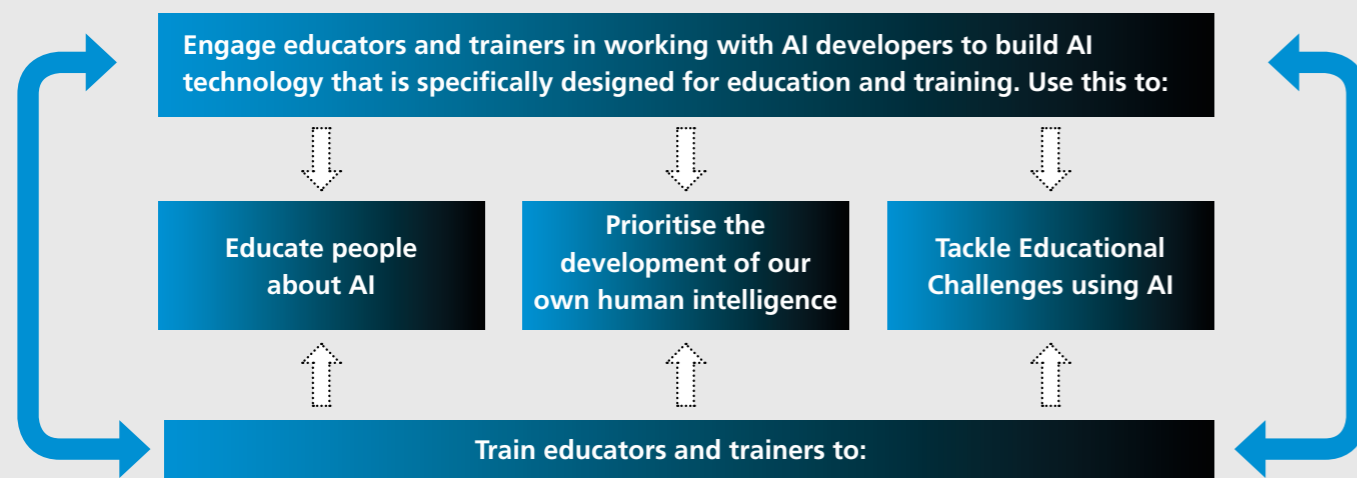 Engage educators and trainers in working with AI developers to build AI
technology that is specifically designed for education and training. Use this to:
Educate people
about AI
Prioritise the
development of our
own human intelligence
Tackle Educational
Challenges using AI
Train educators and trainers to: